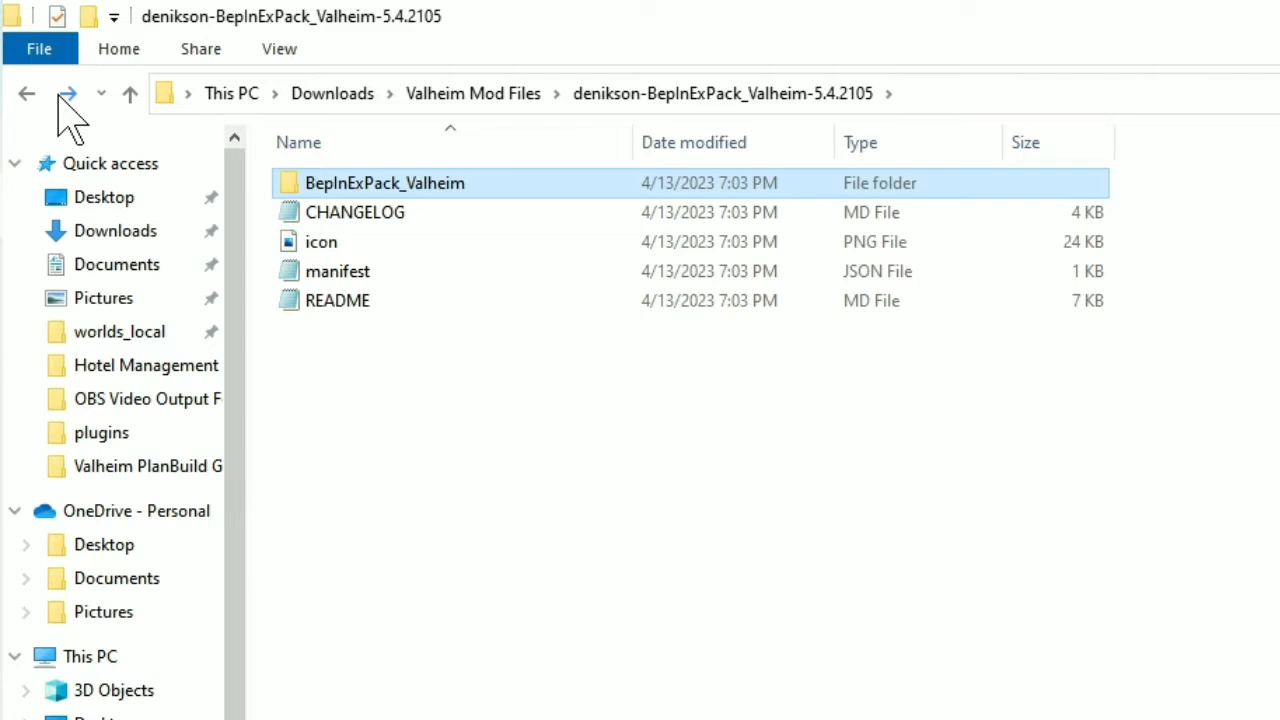 denikson-BepInExPack_Valheim-5.4.2105
File Home Share View
This PC Downloads Valheim Mod Files denikson-BepInExPack_Valheim-5.4.2105
Name Date modified Type Size
Quick access
Desktop
Downloads
Documents
Pictures
worlds_local
Hotel Management
OBS Video Output F
plugins
Valheim PlanBuild G
OneDrive - Personal
Desktop
Documents
Pictures
This PC
3D Objects
BepInExPack_Valheim 4/13/2023 7:03 PM File folder
CHANGELOG 4/13/2023 7:03 PM MD File 4 KB
icon 4/13/2023 7:03 PM PNG File 24 KB
manifest 4/13/2023 7:03 PM JSON File 1 KB
README 4/13/2023 7:03 PM MD File 7 KB